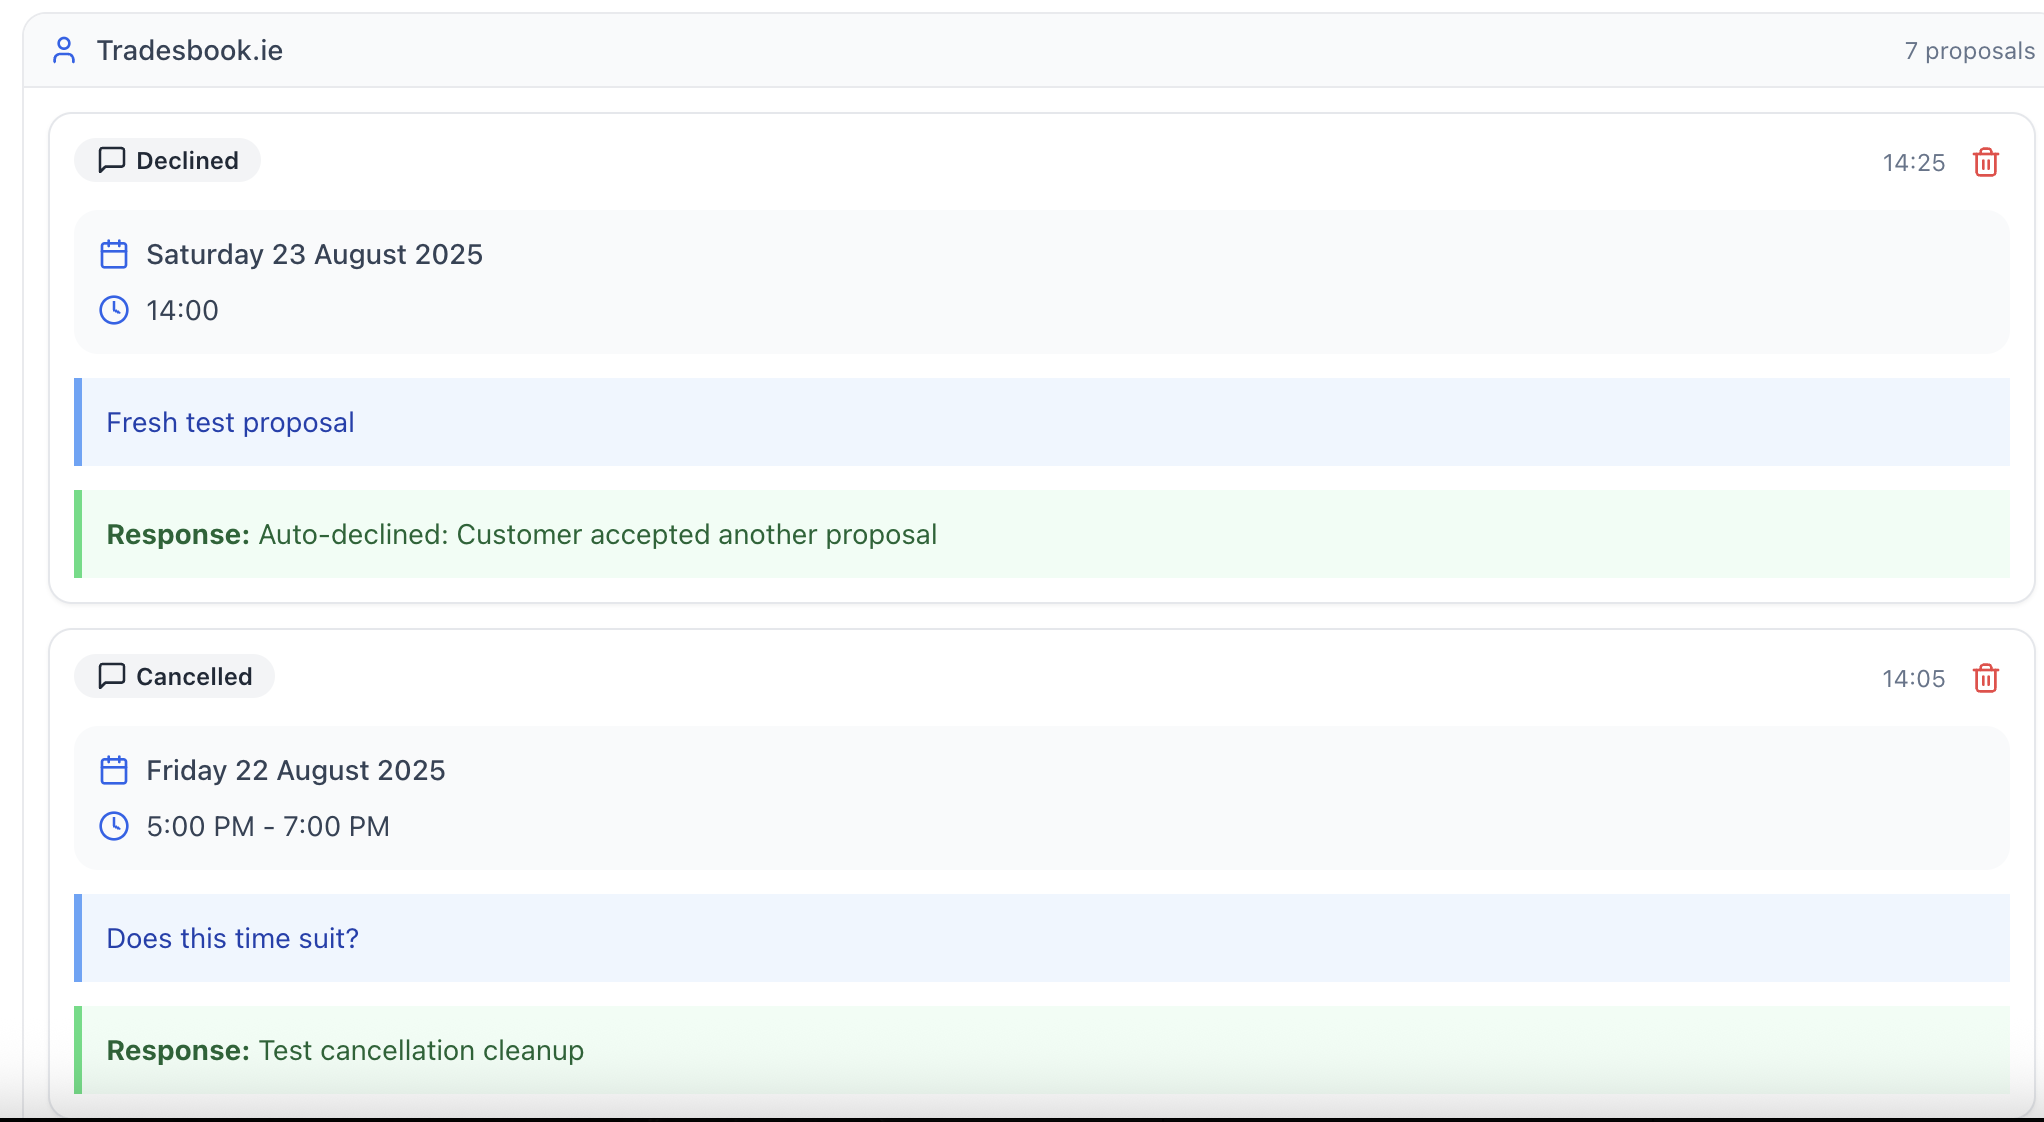 Tradesbook.ie
7 proposals
Declined
14:25
Saturday 23 August 2025
14:00
Fresh test proposal
Response: Auto-declined: Customer accepted another proposal
Cancelled
14:05
Friday 22 August 2025
5:00 PM - 7:00 PM
Does this time suit?
Response: Test cancellation cleanup